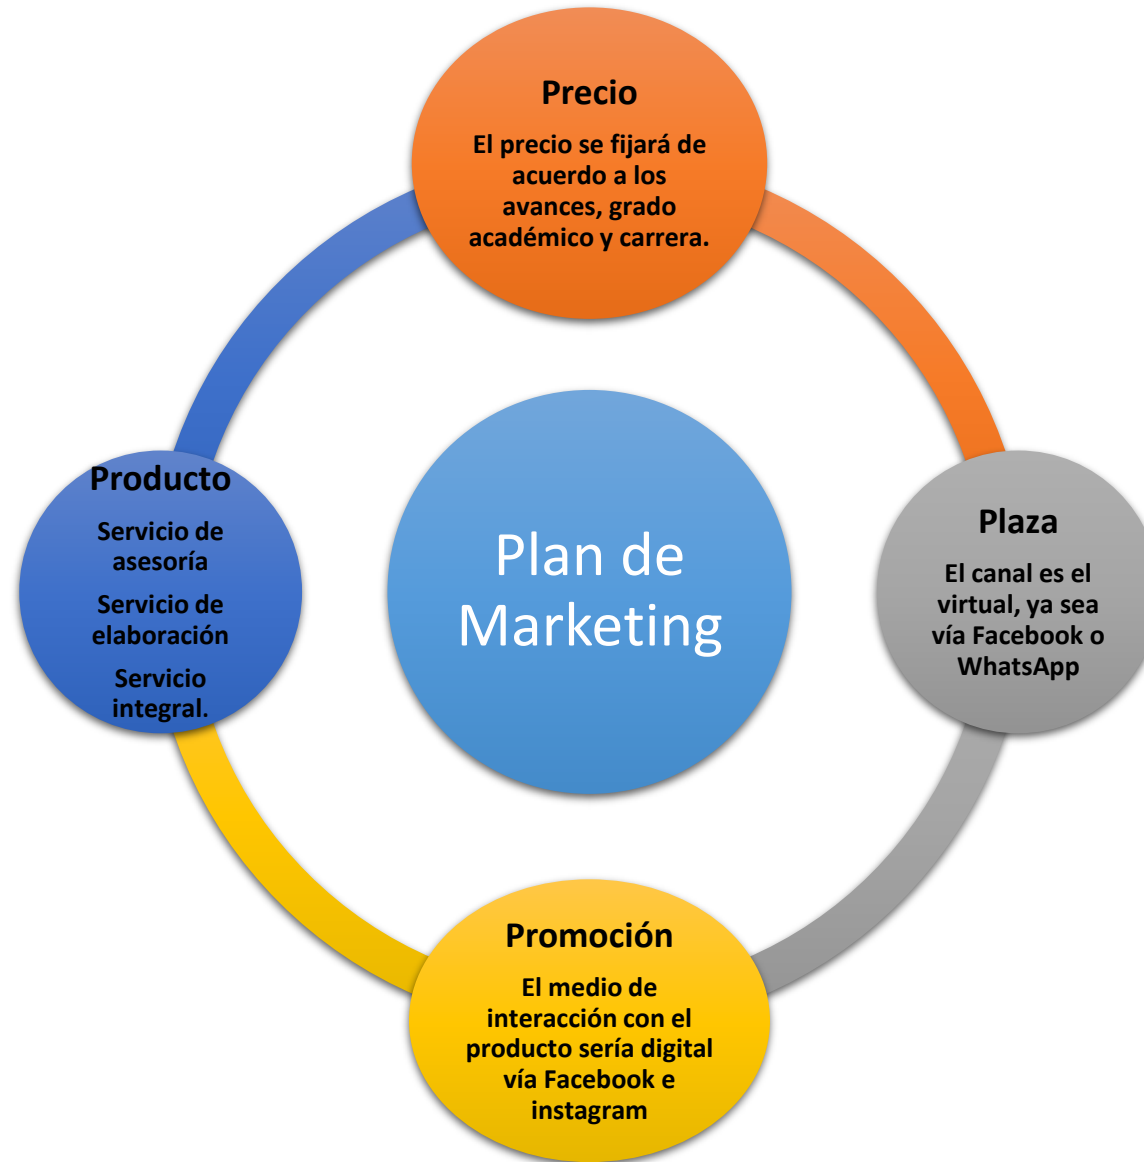 Precio
El precio se fijará de
acuerdo a los
avances, grado
académico y carrera.
Plaza
El canal es el
virtual, ya sea
vía Facebook o
WhatsApp
Promoción
El medio de
interacción con el
producto sería digital
vía Facebook e
instagram
Producto
Servicio de
asesoría
Servicio de
elaboración
Servicio
integral.
Plan de
Marketing